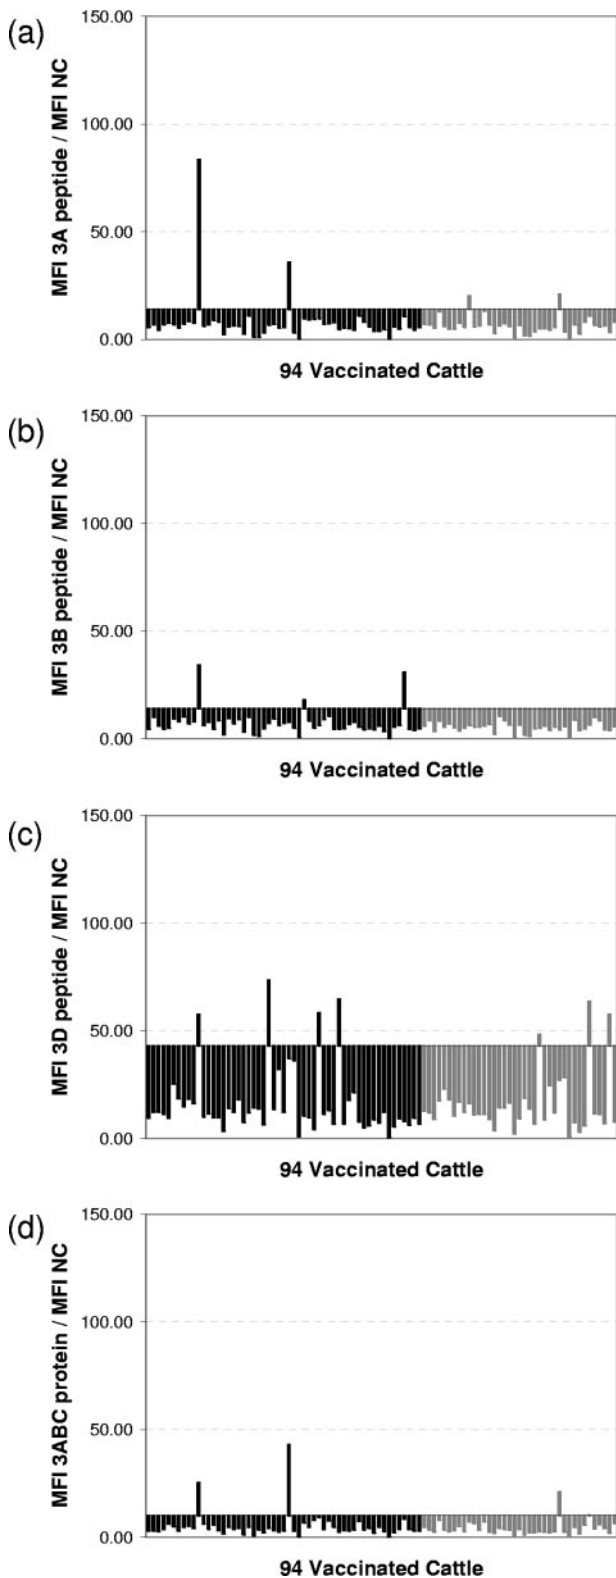 (a)
MFI 3A peptide / MFI NC
150.00
100.00
50.00
0.00
94 Vaccinated Cattle
(b)
MFI 3B peptide / MFI NC
150.00
100.00
50.00
0.00
94 Vaccinated Cattle
(c)
MFI 3D peptide / MFI NC
150.00
100.00
50.00
0.00
94 Vaccinated Cattle
(d)
MFI 3ABC protein / MFI NC
150.00
100.00
50.00
0.00
94 Vaccinated Cattle